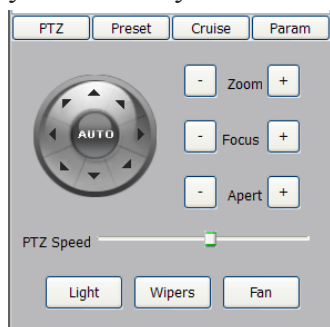 PTZ Preset Cruise Param
- Zoom +
AUTO
- Focus +
- Apert +
PTZ Speed
Light Wipers Fan